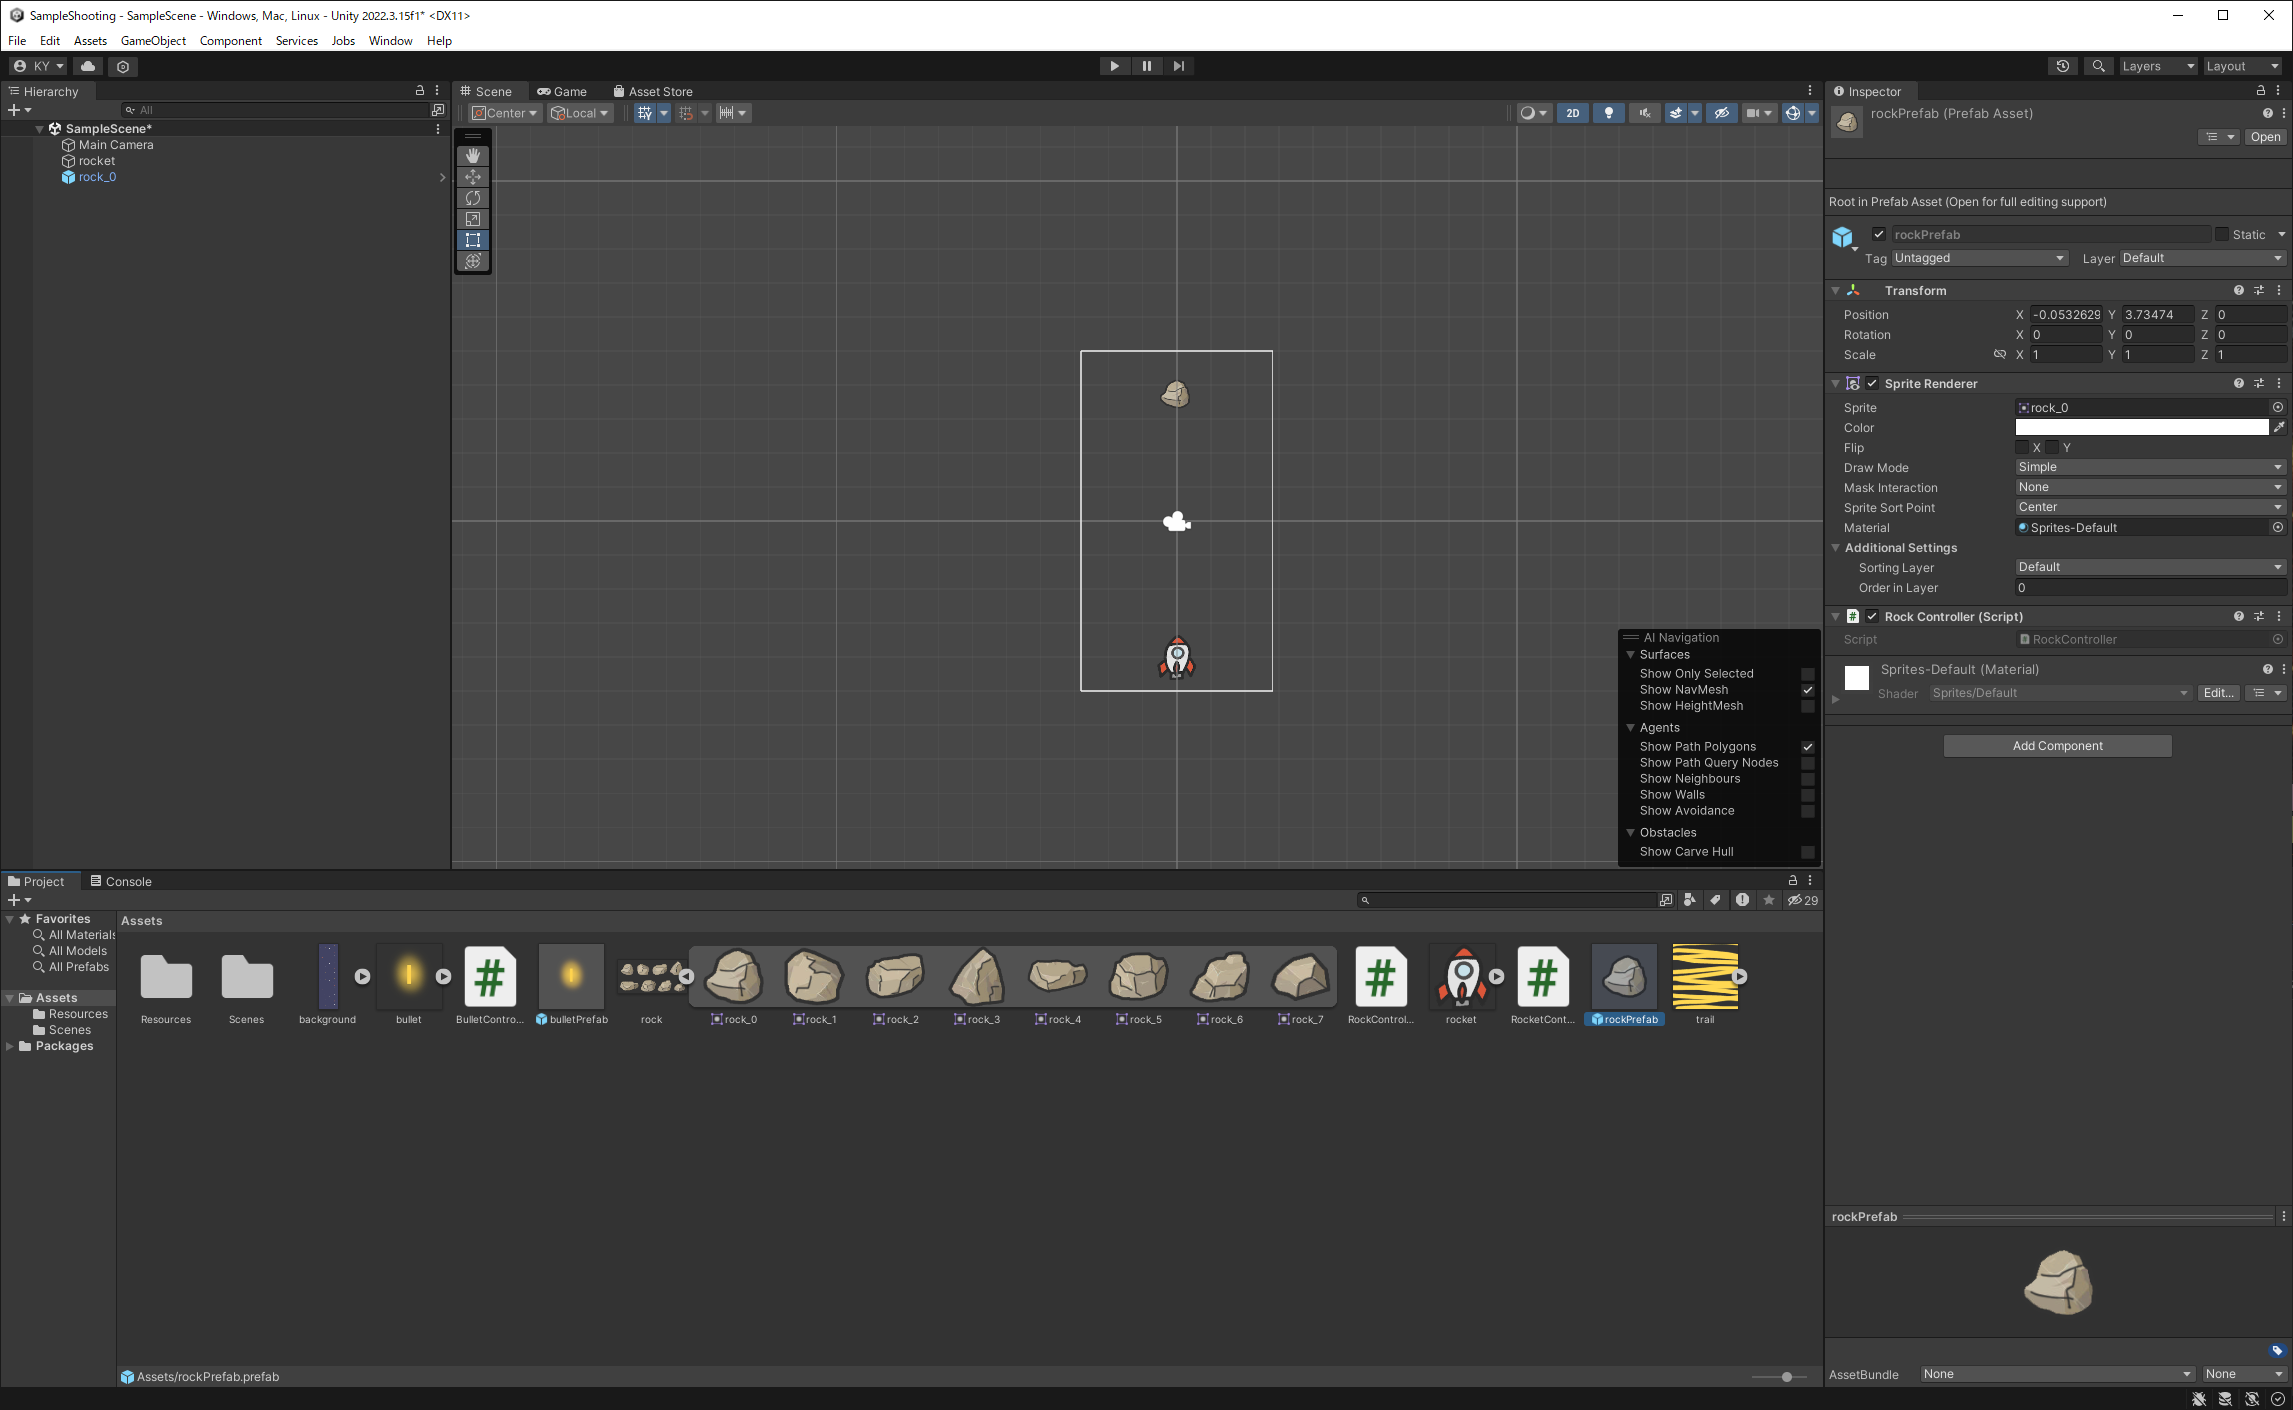 SampleShooting - SampleScene - Windows, Mac, Linux - Unity 2022.3.15f1* <DX11>
File Edit Assets GameObject Component Services Jobs Window Help
KY
Layers
Layout
Hierarchy
All
SampleScene*
Main Camera
rocket
rock_0
Scene
Game
Asset Store
Center
Local
2D
AI Navigation
Surfaces
Show Only Selected
Show NavMesh
Show HeightMesh
Agents
Show Path Polygons
Show Path Query Nodes
Show Neighbours
Show Walls
Show Avoidance
Obstacles
Show Carve Hull
Inspector
rockPrefab (Prefab Asset)
Open
Root in Prefab Asset (Open for full editing support)
rockPrefab
Static
Tag Untagged Layer Default
Transform
Position X -0.0532629 Y 3.73474 Z 0
Rotation X 0 Y 0 Z 0
Scale X 1 Y 1 Z 1
Sprite Renderer
Sprite rock_0
Color
Flip X Y
Draw Mode Simple
Mask Interaction None
Sprite Sort Point Center
Material Sprites-Default
Additional Settings
Sorting Layer Default
Order in Layer 0
Rock Controller (Script)
Script RockController
Sprites-Default (Material)
Shader Sprites/Default Edit...
Add Component
rockPrefab
AssetBundle None None
Project
Console
29
Favorites
All Materials
All Models
All Prefabs
Assets
Resources
Scenes
Packages
Assets
Resources
Scenes
background
bullet
BulletContro...
bulletPrefab
rock
rock_0
rock_1
rock_2
rock_3
rock_4
rock_5
rock_6
rock_7
RockControl...
rocket
RocketCont...
rockPrefab
trail
Assets/rockPrefab.prefab